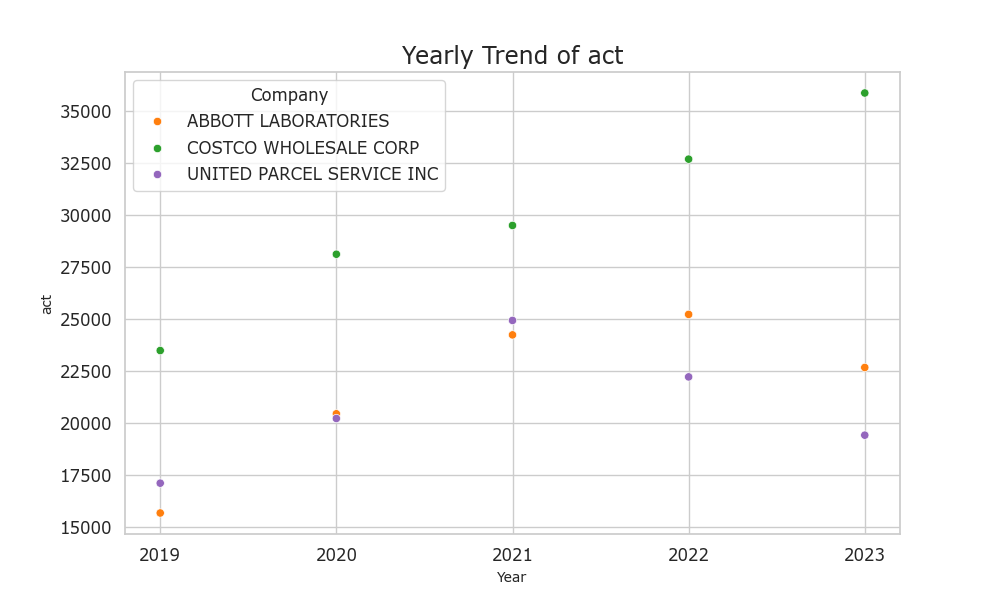 Yearly Trend of act
Company
ABBOTT LABORATORIES
COSTCO WHOLESALE CORP
UNITED PARCEL SERVICE INC
35000
32500
30000
27500
25000
22500
20000
17500
15000
act
2019 2020 2021 2022 2023
Year